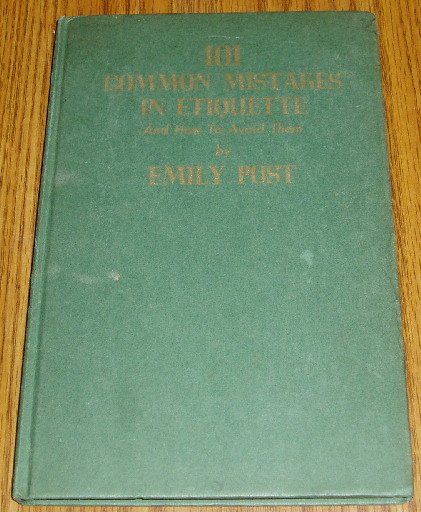 101
COMMON MISTAKES
IN ETIQUETTE
And How To Avoid Them
by
EMILY POST